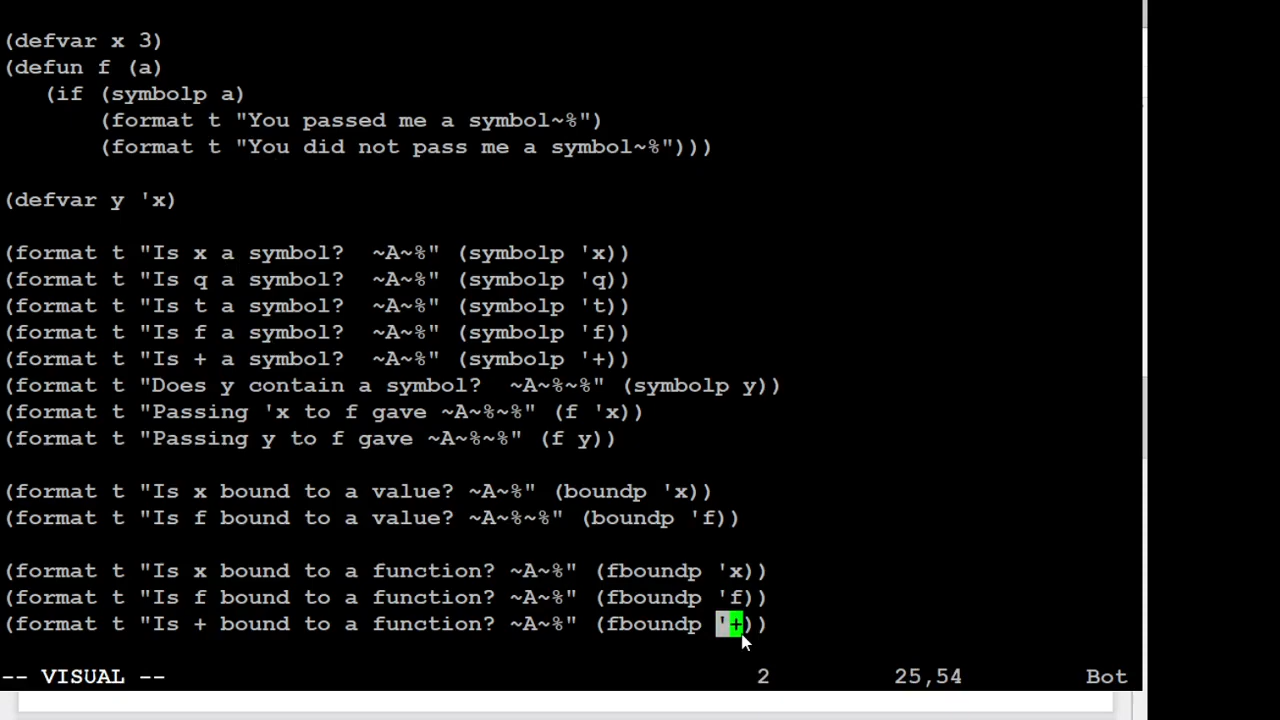 (defvar x 3)
(defun f (a)
   (if (symbolp a)
       (format t "You passed me a symbol~%")
       (format t "You did not pass me a symbol~%")))
(defvar y 'x)
(format t "Is x a symbol?  ~A~%" (symbolp 'x))
(format t "Is q a symbol?  ~A~%" (symbolp 'q))
(format t "Is t a symbol?  ~A~%" (symbolp 't))
(format t "Is f a symbol?  ~A~%" (symbolp 'f))
(format t "Is + a symbol?  ~A~%" (symbolp '+))
(format t "Does y contain a symbol?  ~A~%~%" (symbolp y))
(format t "Passing 'x to f gave ~A~%~%" (f 'x))
(format t "Passing y to f gave ~A~%~%" (f y))
(format t "Is x bound to a value? ~A~%" (boundp 'x))
(format t "Is f bound to a value? ~A~%~%" (boundp 'f))
(format t "Is x bound to a function? ~A~%" (fboundp 'x))
(format t "Is f bound to a function? ~A~%" (fboundp 'f))
(format t "Is + bound to a function? ~A~%" (fboundp '+))
-- VISUAL -- 2 25,54 Bot